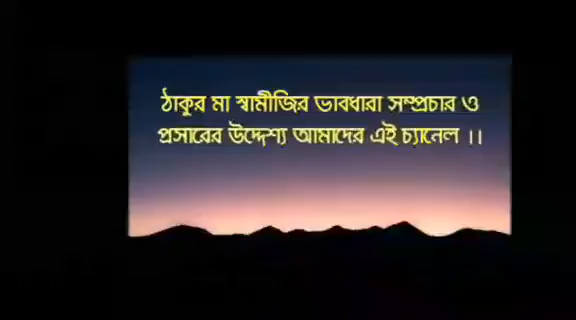 ঠাকুর মা স্বামীজির ভাবধারা সম্প্রচার ও
প্রসারের উদ্দেশ্য আমাদের এই চ্যানেল ।।